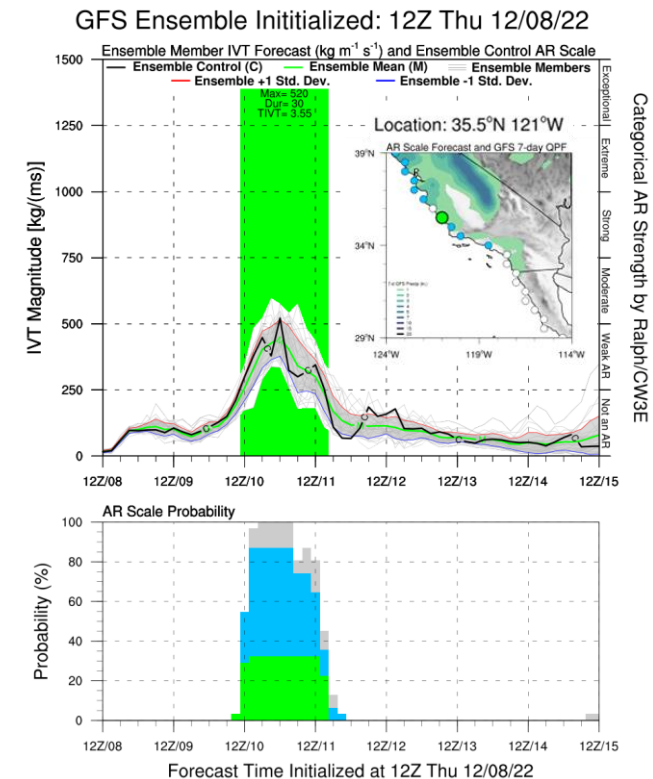 GFS Ensemble Inititialized: 12Z Thu 12/08/22
Ensemble Member IVT Forecast (kg m⁻¹ s⁻¹) and Ensemble Control AR Scale
Ensemble Control (C) Ensemble Mean (M) Ensemble Members
Ensemble +1 Std. Dev. Ensemble -1 Std. Dev.
Max= 520
Dur= 30
TIVT= 3.55
Location: 35.5°N 121°W
AR Scale Forecast and GFS 7-day QPF
39°N
34°N
29°N
124°W 119°W 114°W
1500
1250
1000
750
500
250
0
IVT Magnitude [kg/(ms)]
Exceptional
Extreme
Strong
Moderate
Weak AR
Not an AR
Categorical AR Strength by Ralph/CW3E
C C C C C C
12Z/08 12Z/09 12Z/10 12Z/11 12Z/12 12Z/13 12Z/14 12Z/15
AR Scale Probability
100
80
60
40
20
0
Probability (%)
12Z/08 12Z/09 12Z/10 12Z/11 12Z/12 12Z/13 12Z/14 12Z/15
Forecast Time Initialized at 12Z Thu 12/08/22